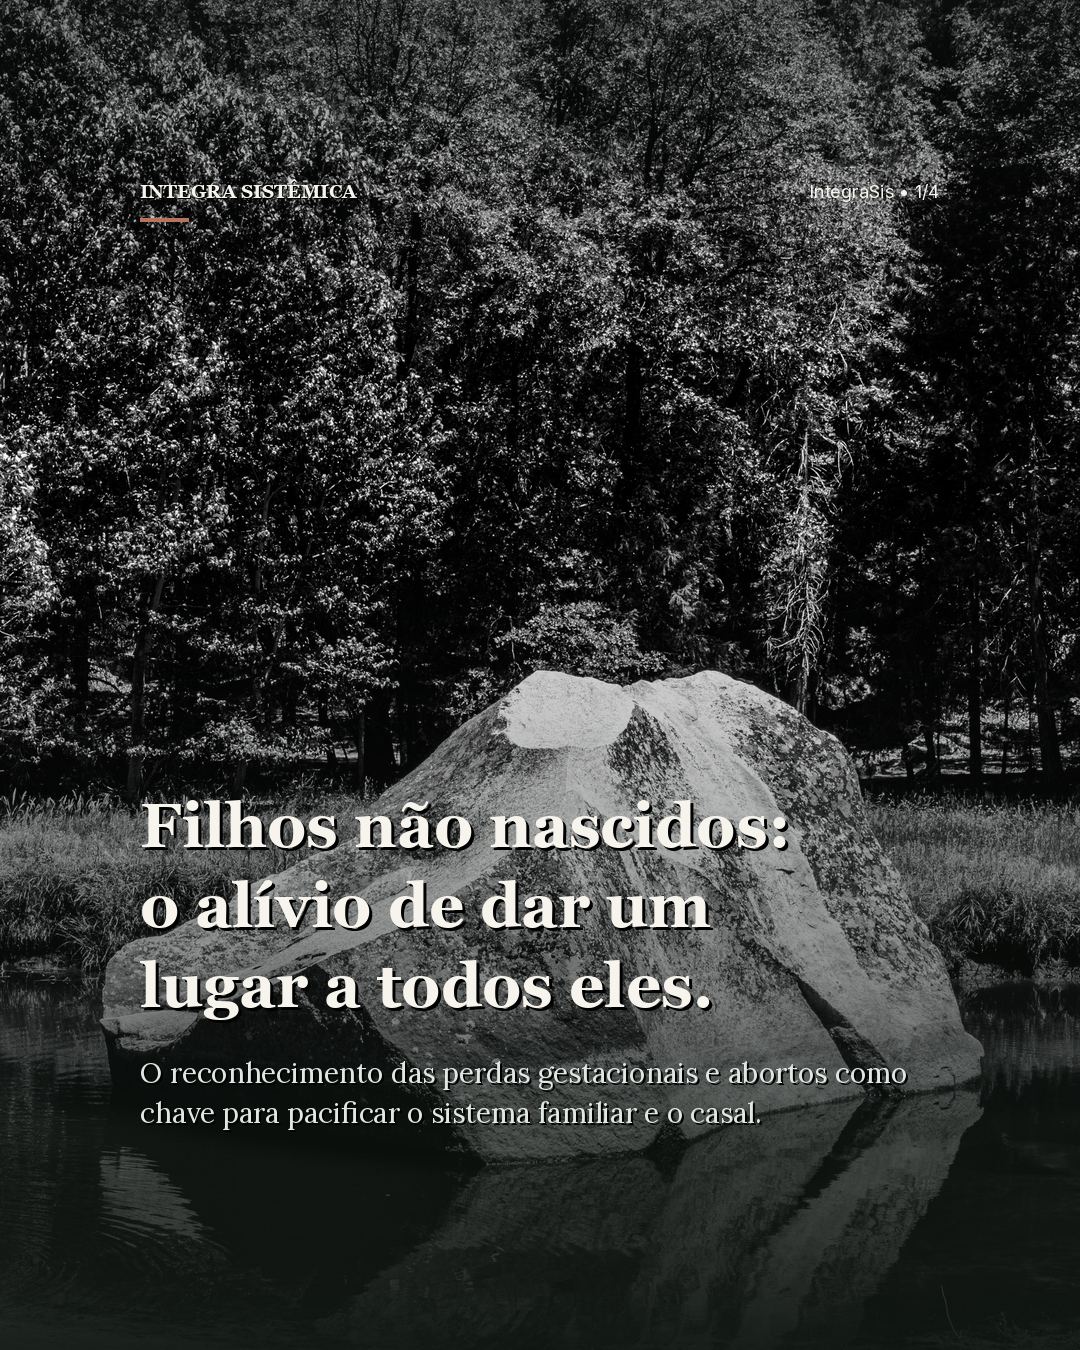 INTEGRA SISTÊMICA
IntegraSis • 1/4
Filhos não nascidos:
o alívio de dar um
lugar a todos eles.
O reconhecimento das perdas gestacionais e abortos como
chave para pacificar o sistema familiar e o casal.